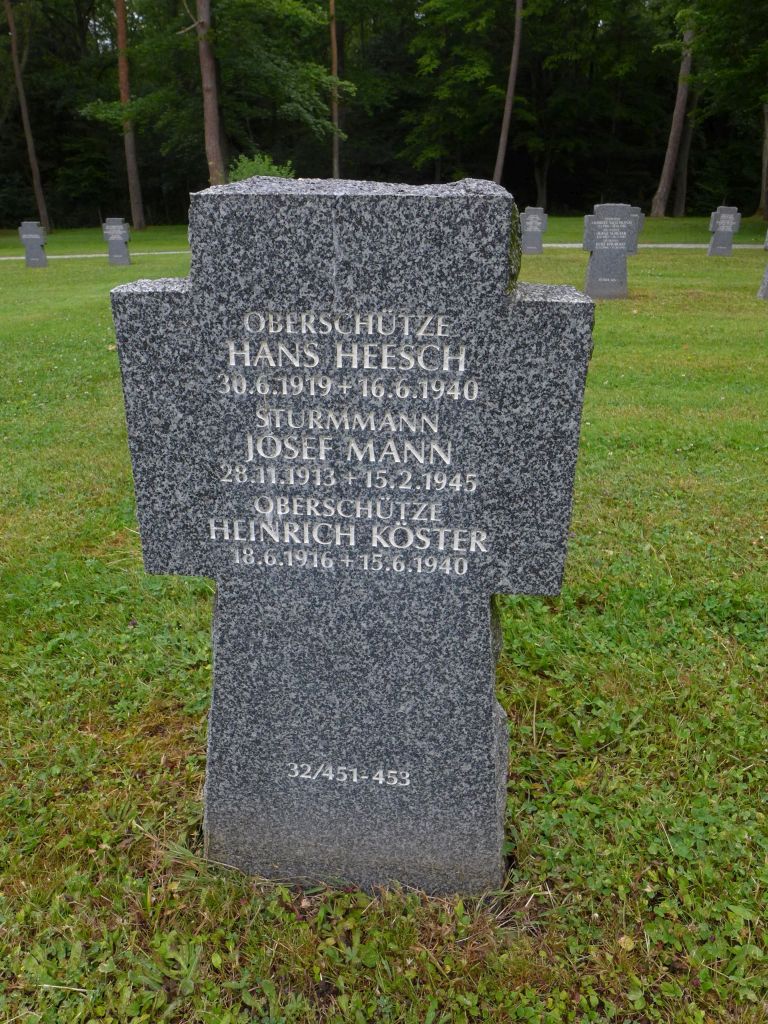 OBERSCHÜTZE
HANS HEESCH
30.6.1919 + 16.6.1940
STURMMANN
JOSEF MANN
28.11.1913 + 15.2.1945
OBERSCHÜTZE
HEINRICH KÖSTER
18.6.1916 + 15.6.1940
32/451-453